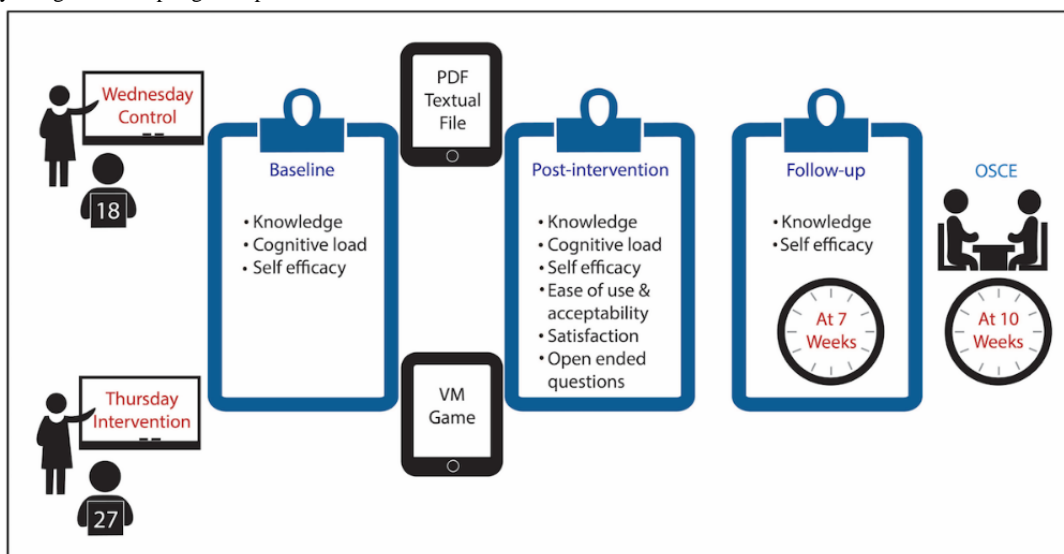 Wednesday
Control
18
Baseline
• Knowledge
• Cognitive load
• Self efficacy
PDF
Textual
File
Post-intervention
• Knowledge
• Cognitive load
• Self efficacy
• Ease of use &
acceptability
• Satisfaction
• Open ended
questions
Follow-up
• Knowledge
• Self efficacy
At 7
Weeks
OSCE
At 10
Weeks
Thursday
Intervention
27
VM
Game